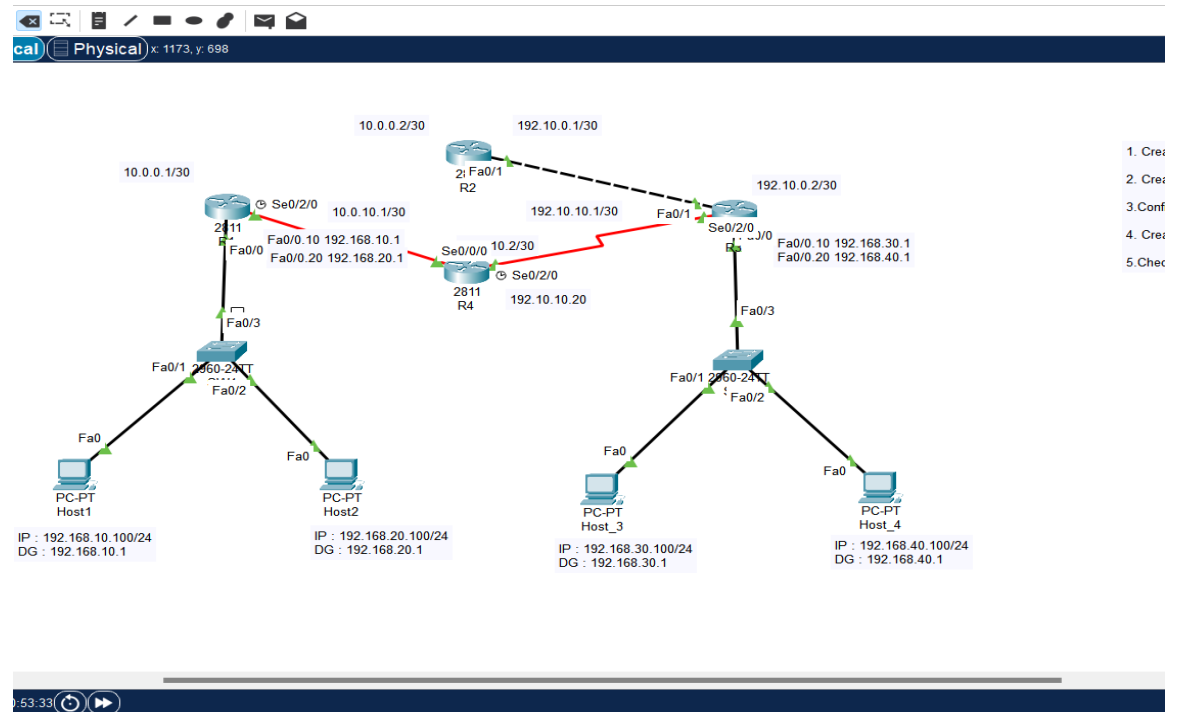 cal) Physical x: 1173, y: 698
10.0.0.2/30
192.10.0.1/30
Fa0/1
R2
10.0.0.1/30
192.10.0.2/30
Se0/2/0
10.0.10.1/30
192.10.10.1/30
Fa0/1
2811
Se0/2/0
Fa0/0
Fa0/0.10 192.168.10.1
Fa0/0.20 192.168.20.1
Se0/0/0
10.2/30
Fa0/0.10 192.168.30.1
Fa0/0.20 192.168.40.1
Se0/2/0
2811
R4
192.10.10.20
Fa0/3
Fa0/3
Fa0/1
2960-24TT
Fa0/2
Fa0/1
2960-24TT
Fa0/2
Fa0
Fa0
Fa0
Fa0
PC-PT
Host1
PC-PT
Host2
PC-PT
Host_3
PC-PT
Host_4
IP : 192.168.10.100/24
DG : 192.168.10.1
IP : 192.168.20.100/24
DG : 192.168.20.1
IP : 192.168.30.100/24
DG : 192.168.30.1
IP : 192.168.40.100/24
DG : 192.168.40.1
1. Crea
2. Crea
3.Conf
4. Crea
5.Chec
:53:33